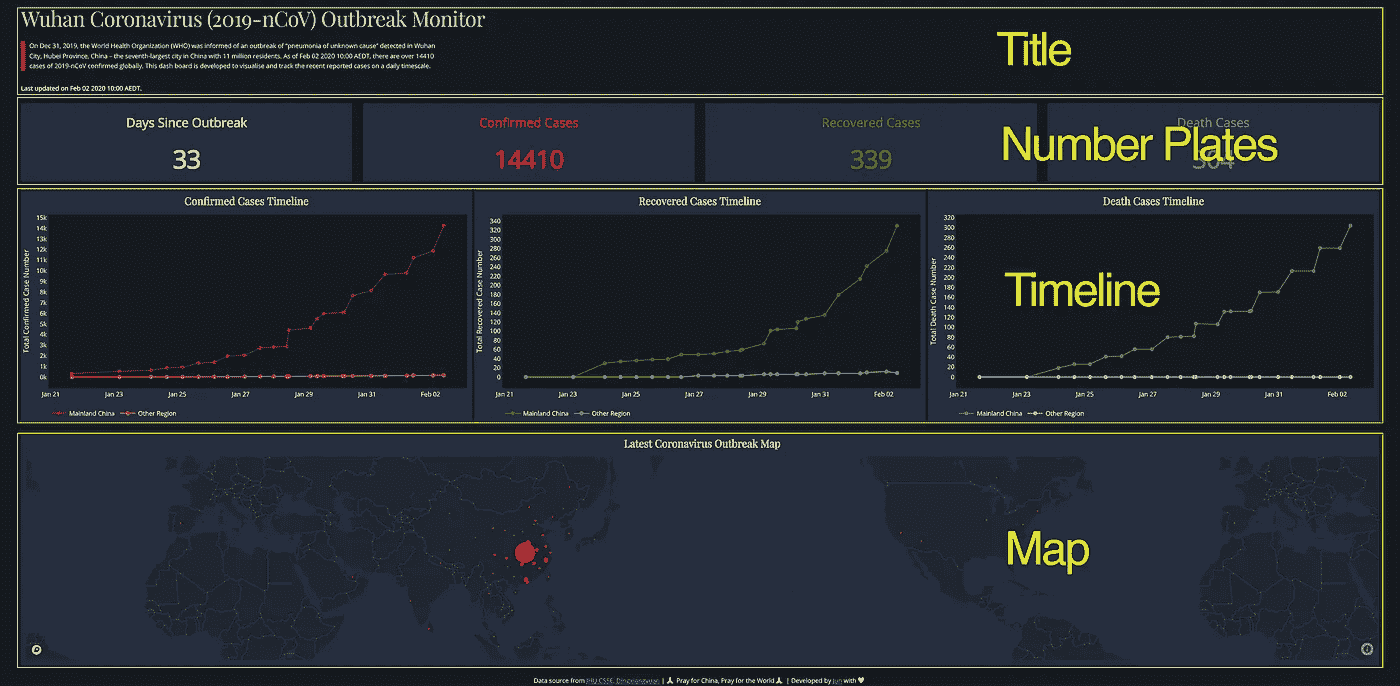 Wuhan Coronavirus (2019-nCoV) Outbreak Monitor
On Dec 31, 2019, the World Health Organization (WHO) was informed of an outbreak of "pneumonia of unknown cause" detected in Wuhan
City, Hubei Province, China – the seventh-largest city in China with 11 million residents. As of Feb 02 2020 10:00 AEDT, there are over 14410
cases of 2019-nCoV confirmed globally. This dash board is developed to visualise and track the recent reported cases on a daily timescale.
Last updated on Feb 02 2020 10:00 AEDT.
Title
Days Since Outbreak
33
Confirmed Cases
14410
Recovered Cases
339
Death Cases
Number Plates
Confirmed Cases Timeline
Total Confirmed Case Number
15k
14k
13k
12k
11k
10k
9k
8k
7k
6k
5k
4k
3k
2k
1k
0k
Jan 21 Jan 23 Jan 25 Jan 27 Jan 29 Jan 31 Feb 02
Mainland China Other Region
Recovered Cases Timeline
Total Recovered Case Number
340
320
300
280
260
240
220
200
180
160
140
120
100
80
60
40
20
0
Jan 21 Jan 23 Jan 25 Jan 27 Jan 29 Jan 31 Feb 02
Mainland China Other Region
Death Cases Timeline
Total Death Case Number
320
300
280
260
240
220
200
180
160
140
120
100
80
60
40
20
0
Jan 21 Jan 23 Jan 25 Jan 27 Jan 29 Jan 31 Feb 02
Mainland China Other Region
Timeline
Latest Coronavirus Outbreak Map
Map
Data source from JHU CSSE, | 🙏 Pray for China, Pray for the World 🙏 | Developed by Jun with ❤